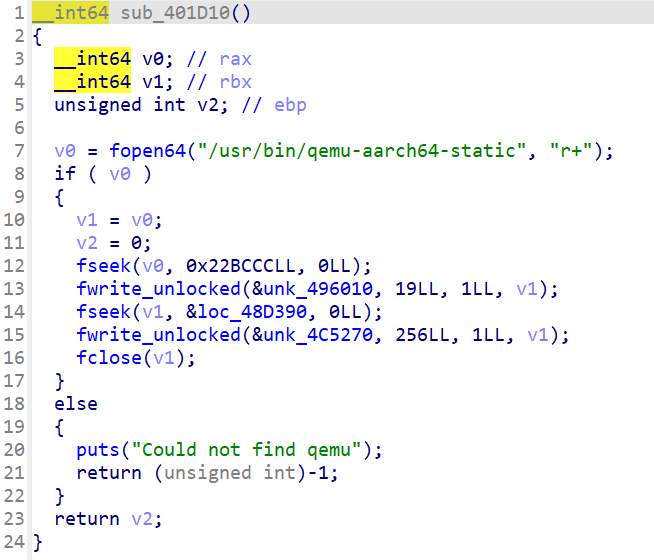 1 __int64 sub_401D10()
2 {
3 __int64 v0; // rax
4 __int64 v1; // rbx
5 unsigned int v2; // ebp
6
7 v0 = fopen64("/usr/bin/qemu-aarch64-static", "r+");
8 if ( v0 )
9 {
10 v1 = v0;
11 v2 = 0;
12 fseek(v0, 0x22BCCCLL, 0LL);
13 fwrite_unlocked(&unk_496010, 19LL, 1LL, v1);
14 fseek(v1, &loc_48D390, 0LL);
15 fwrite_unlocked(&unk_4C5270, 256LL, 1LL, v1);
16 fclose(v1);
17 }
18 else
19 {
20 puts("Could not find qemu");
21 return (unsigned int)-1;
22 }
23 return v2;
24 }